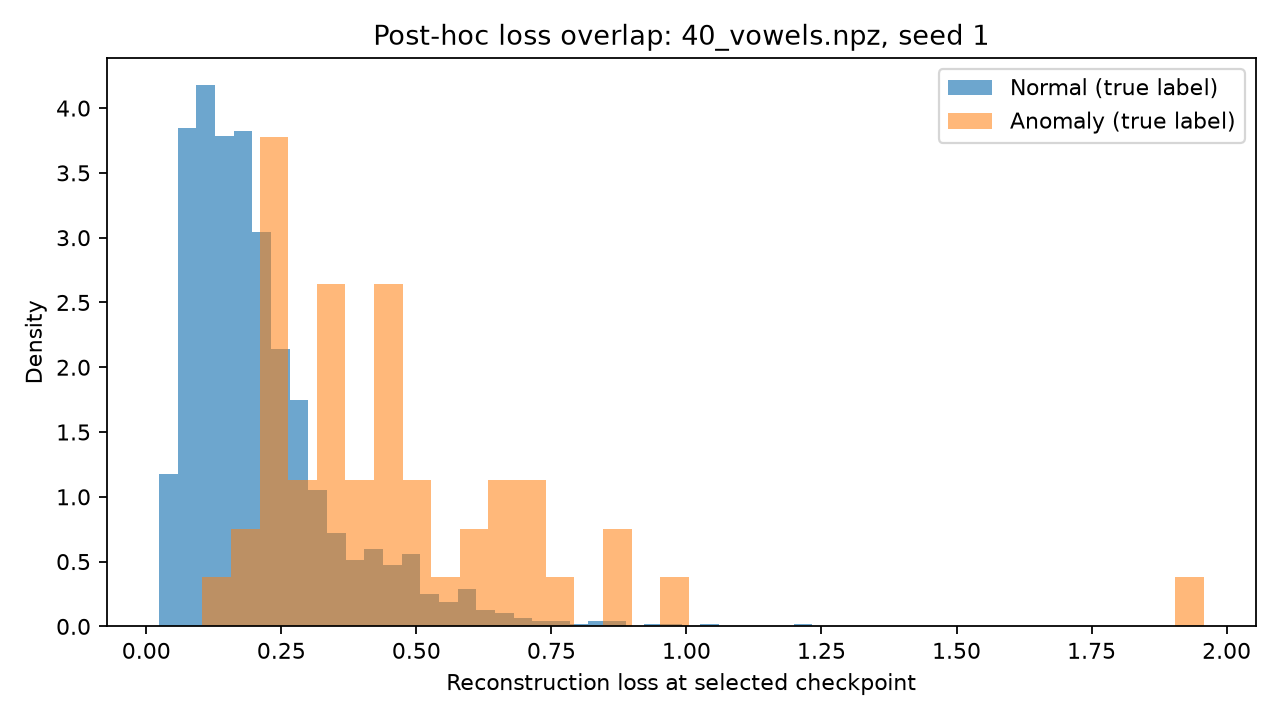 Post-hoc loss overlap: 40_vowels.npz, seed 1
Normal (true label)
Anomaly (true label)
Density
4.0
3.5
3.0
2.5
2.0
1.5
1.0
0.5
0.0
0.00 0.25 0.50 0.75 1.00 1.25 1.50 1.75 2.00
Reconstruction loss at selected checkpoint